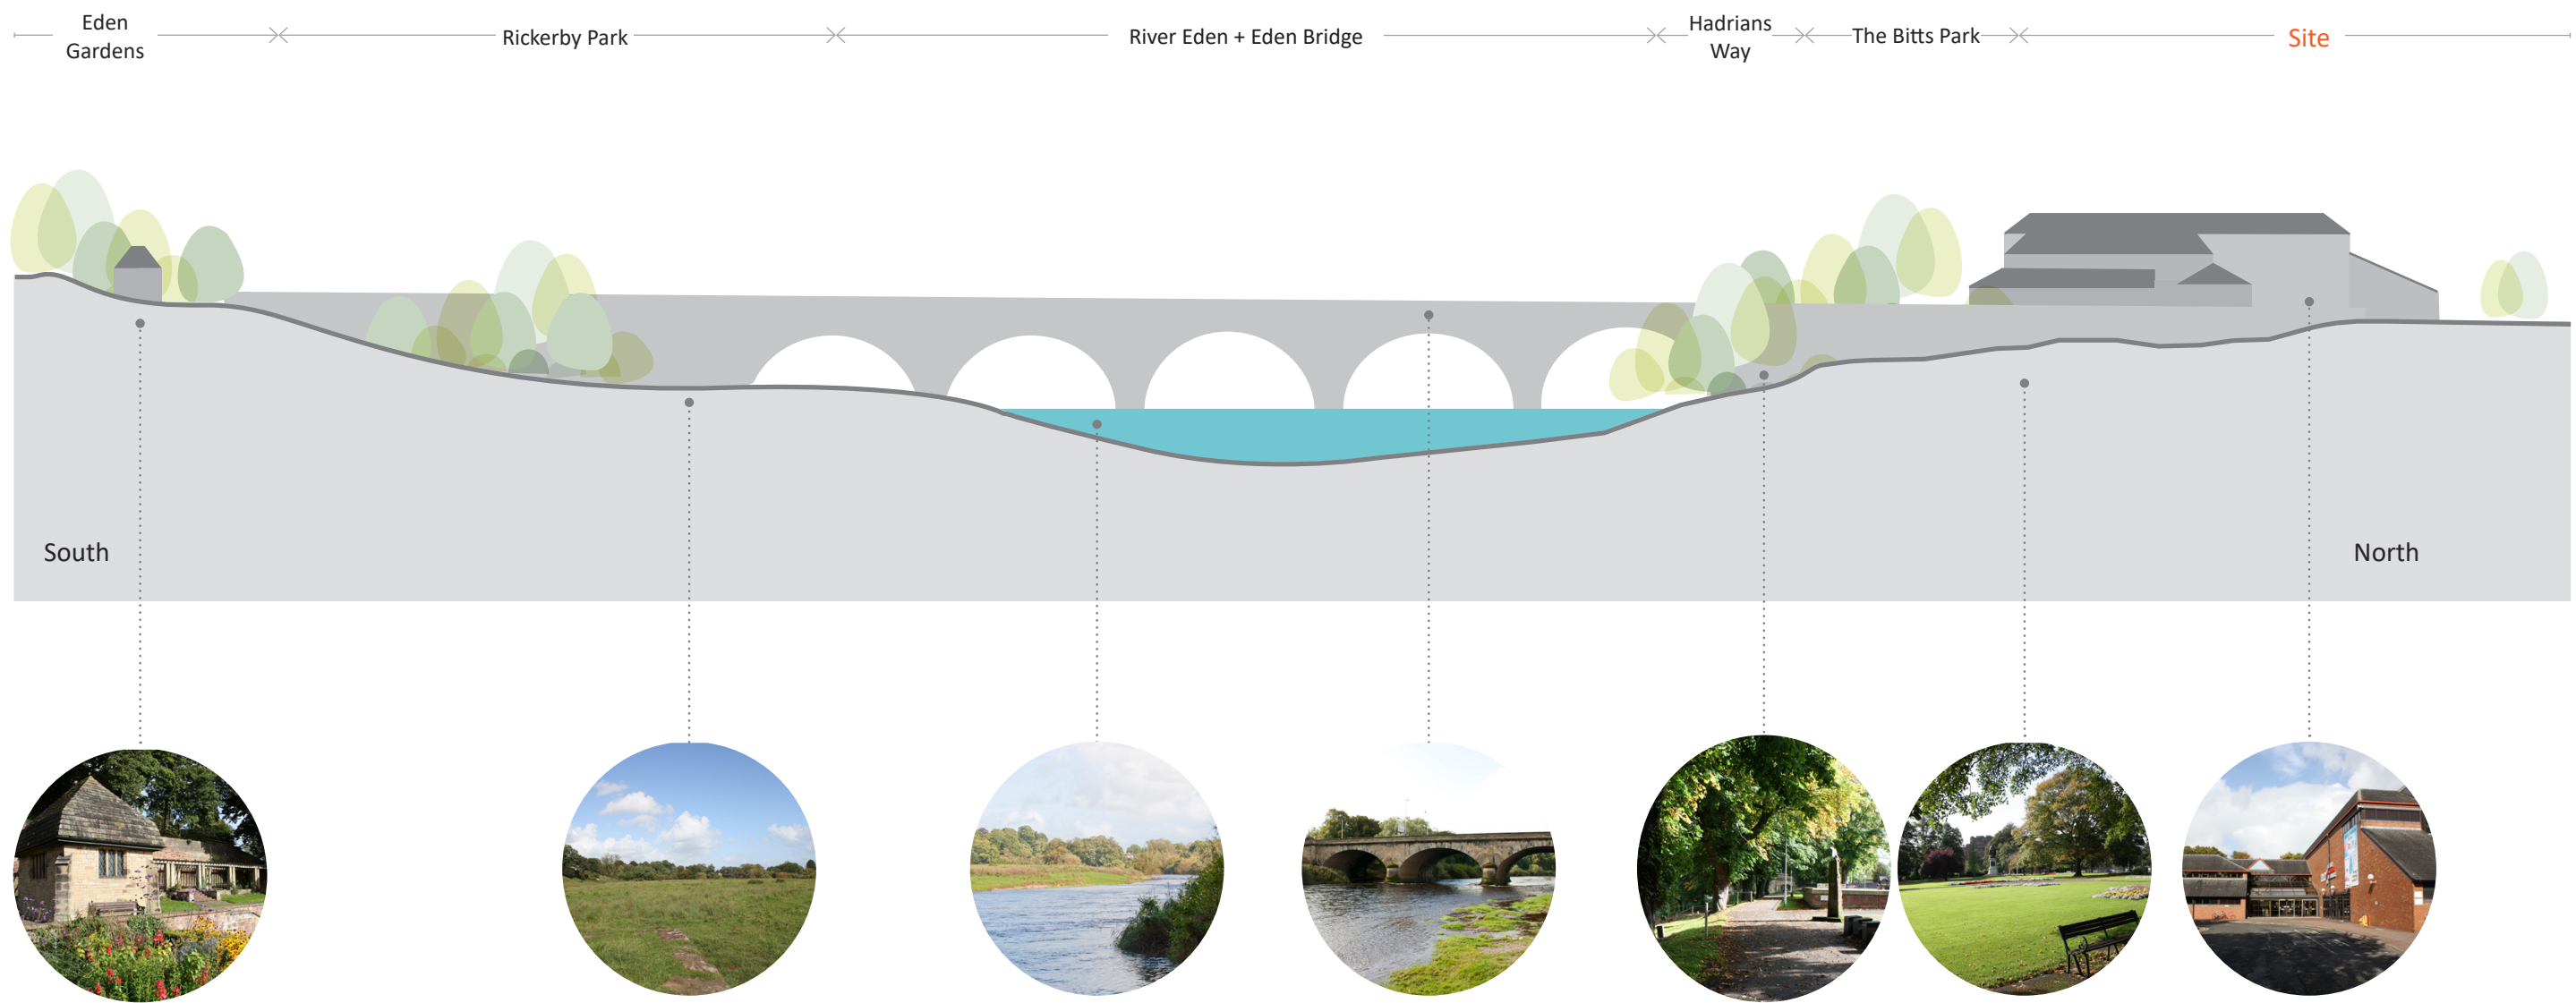 Eden
Gardens
Rickerby Park
River Eden + Eden Bridge
Hadrians
Way
The Bitts Park
Site
South
North